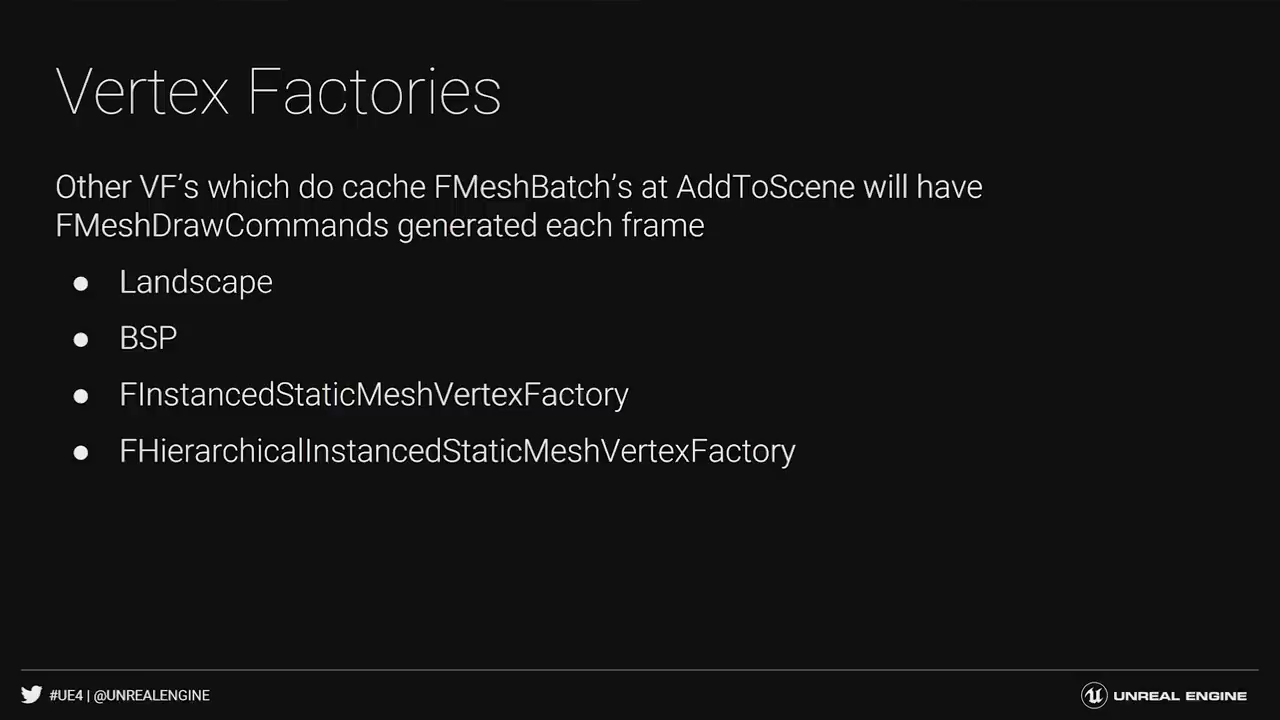 Vertex Factories
Other VF's which do cache FMeshBatch's at AddToScene will have
FMeshDrawCommands generated each frame
● Landscape
● BSP
● FInstancedStaticMeshVertexFactory
● FHierarchicalInstancedStaticMeshVertexFactory
#UE4 | @UNREALENGINE
UNREAL ENGINE